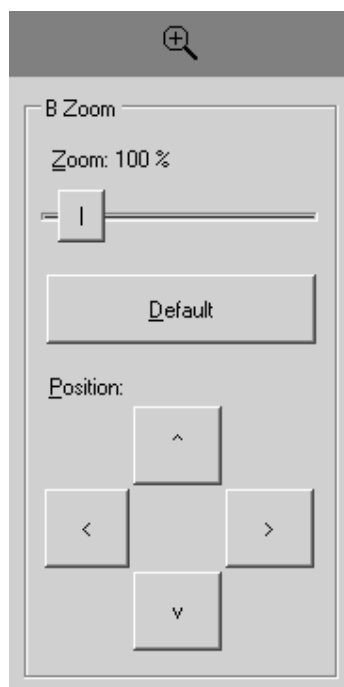 B Zoom
Zoom: 100 %
Default
Position:
^
< >
v